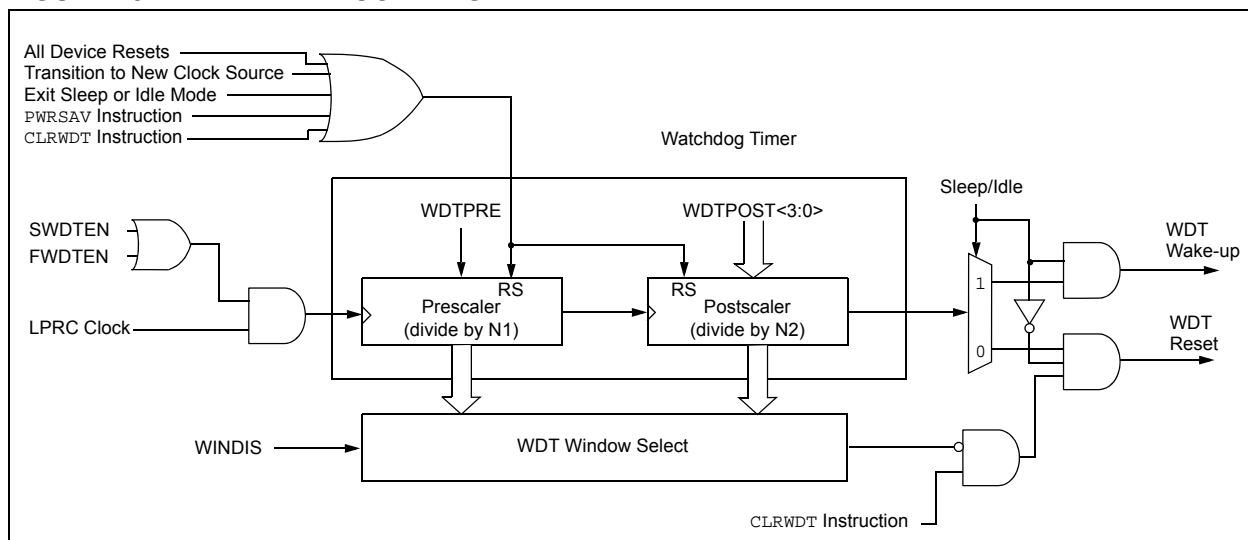 All Device Resets
Transition to New Clock Source
Exit Sleep or Idle Mode
PWRSAV Instruction
CLRWDT Instruction
Watchdog Timer
Sleep/Idle
WDTPRE
WDTPOST<3:0>
SWDTEN
FWDTEN
WDT
Wake-up
RS
RS
1
Prescaler
(divide by N1)
Postscaler
(divide by N2)
LPRC Clock
0
WDT
Reset
WINDIS
WDT Window Select
CLRWDT Instruction